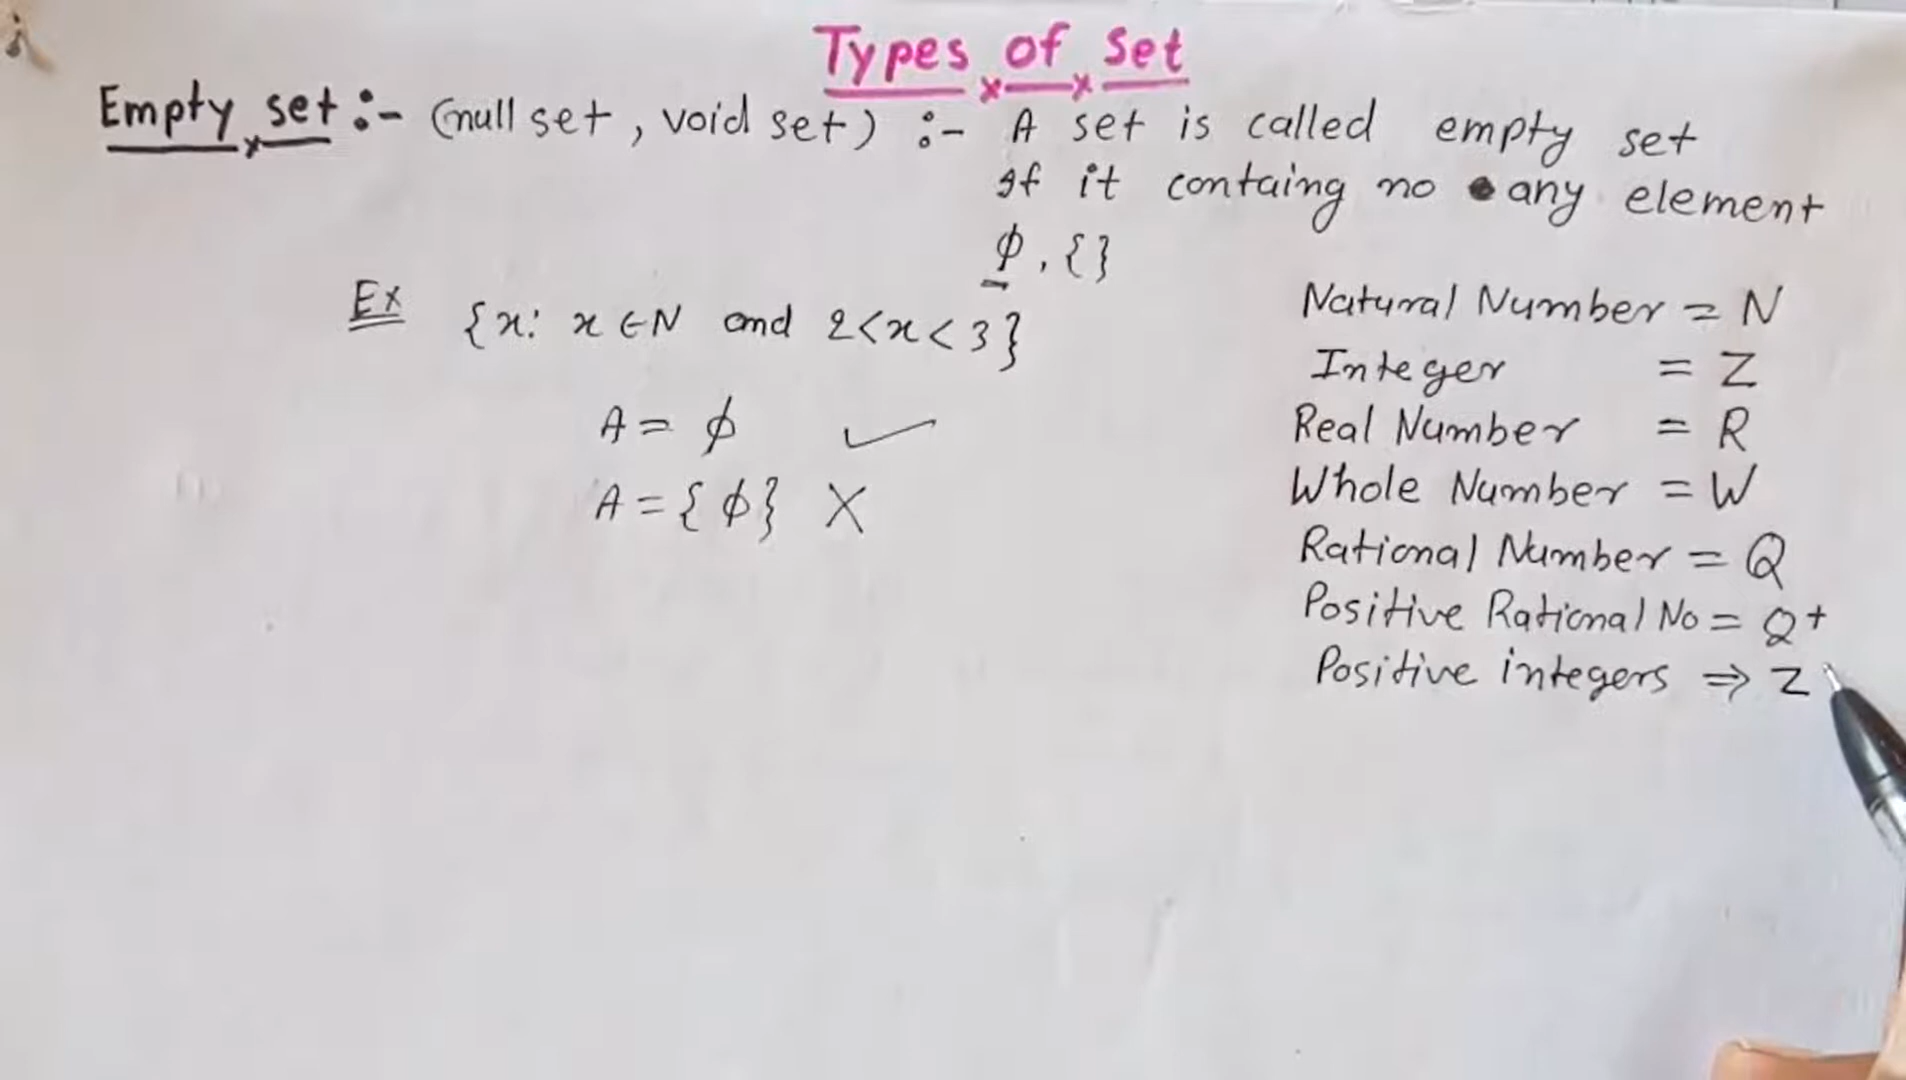 Types of set
Empty set :- (null set, void set) :- A set is called empty set
If it containg no any element
ϕ, {}
Ex {x: x ∈ N and 2<x<3}
A = ϕ ✓
A = {ϕ} X
Natural Number = N
Integer = Z
Real Number = R
Whole Number = W
Rational Number = Q
Positive Rational No = Q+
Positive integers ⇒ Z